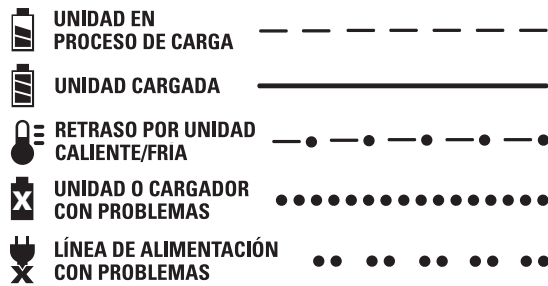 UNIDAD EN
PROCESO DE CARGA
UNIDAD CARGADA
RETRASO POR UNIDAD
CALIENTE/FRÍA
UNIDAD O CARGADOR
CON PROBLEMAS
LÍNEA DE ALIMENTACIÓN
CON PROBLEMAS